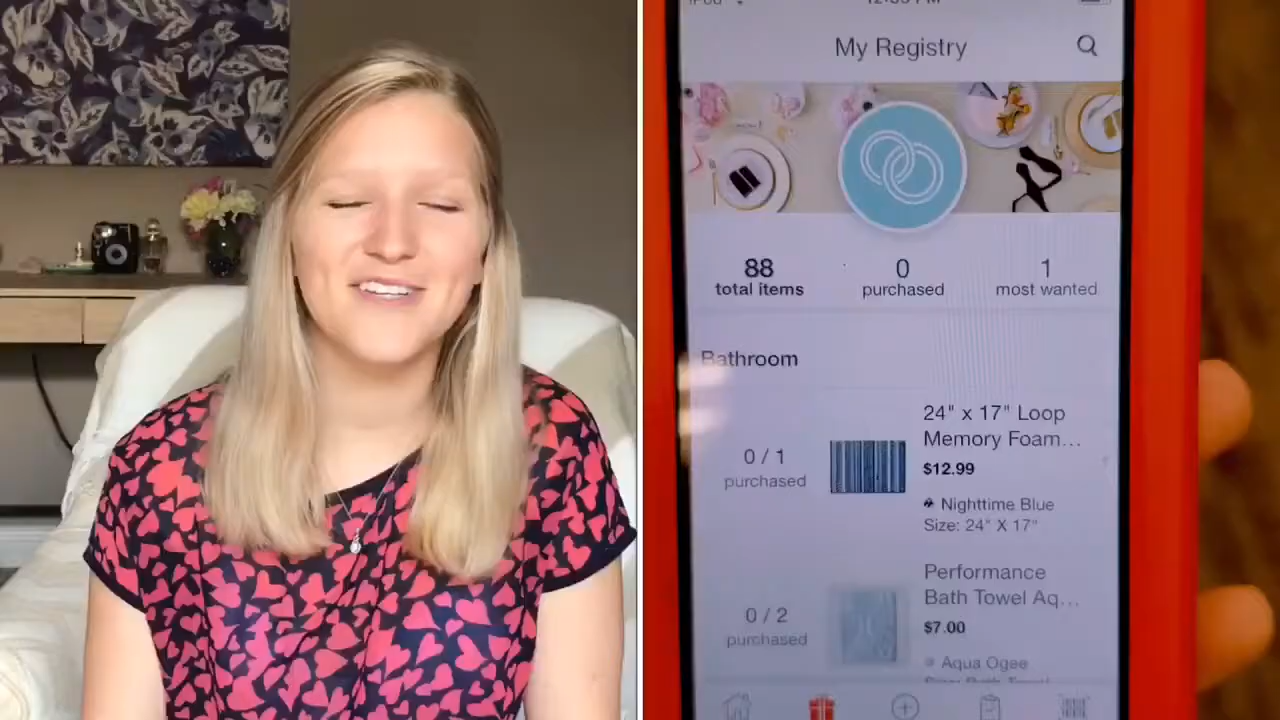 My Registry
88
total items
0
purchased
1
most wanted
Bathroom
0 / 1
purchased
24" x 17" Loop
Memory Foam...
$12.99
Nighttime Blue
Size: 24" X 17"
0 / 2
purchased
Performance
Bath Towel Aq...
$7.00
Aqua Ogee